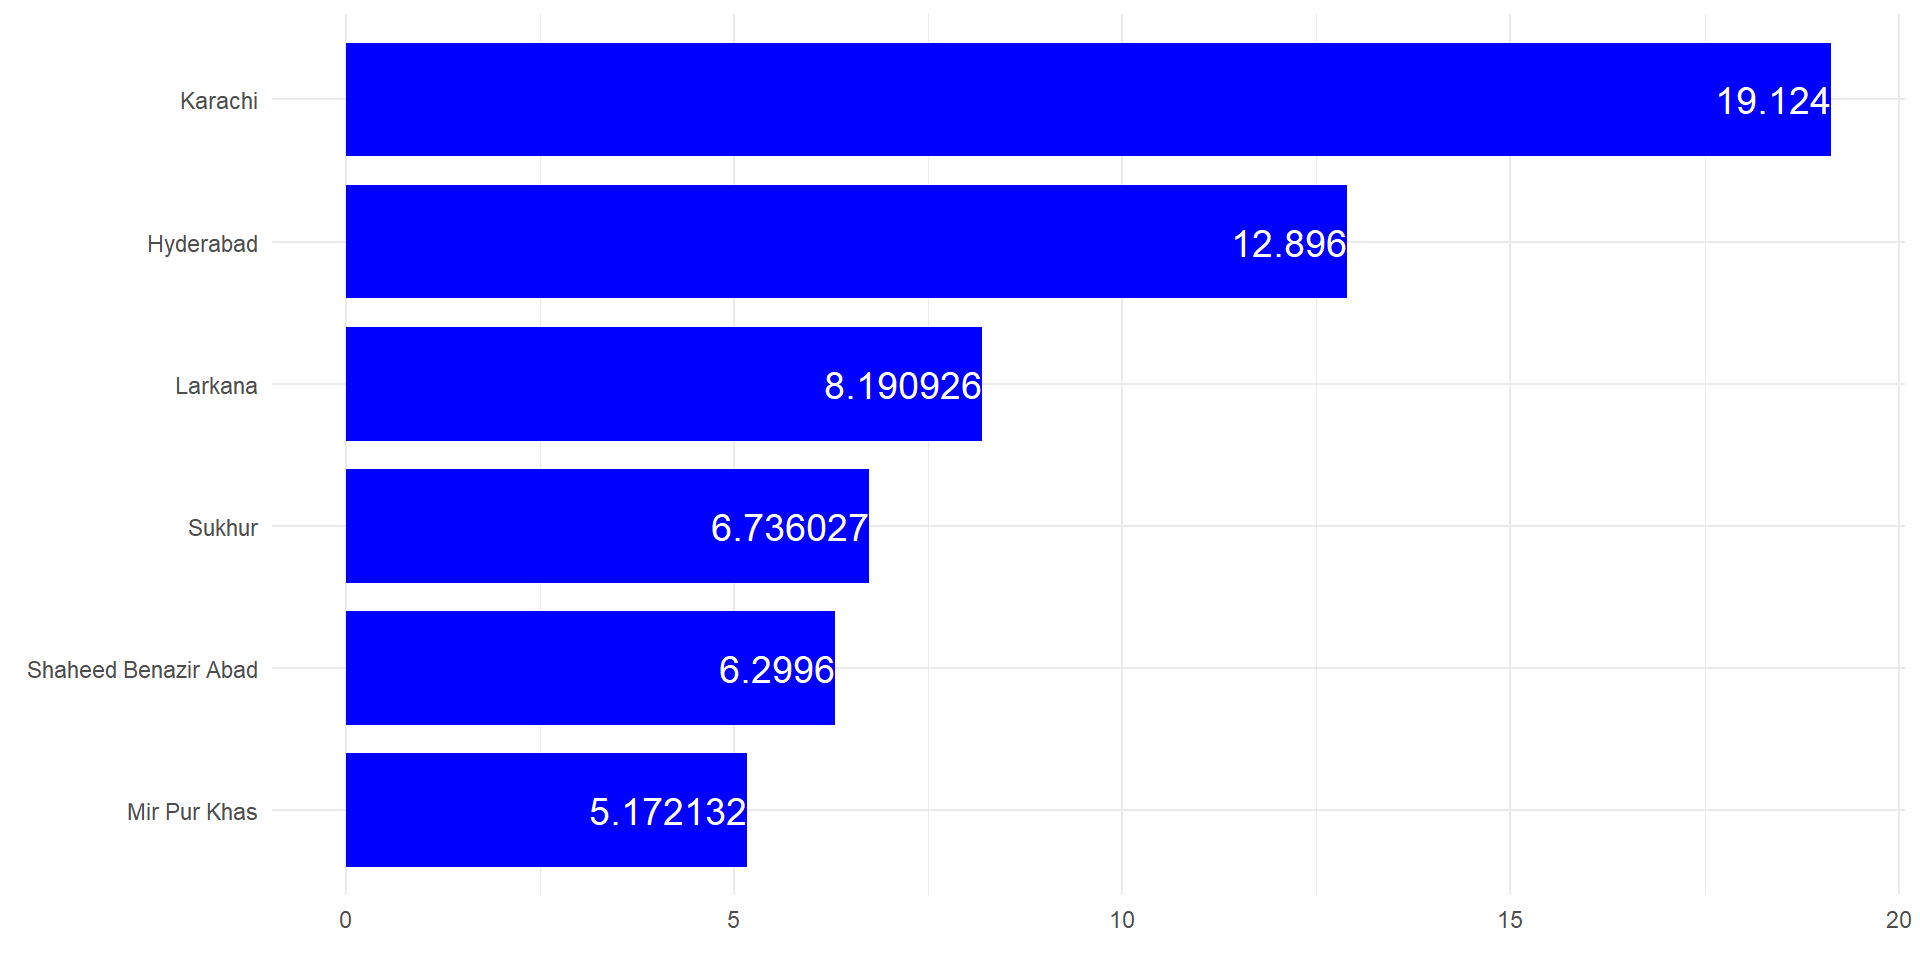 Karachi 19.124
Hyderabad 12.896
Larkana 8.190926
Sukhur 6.736027
Shaheed Benazir Abad 6.2996
Mir Pur Khas 5.172132
0 5 10 15 20